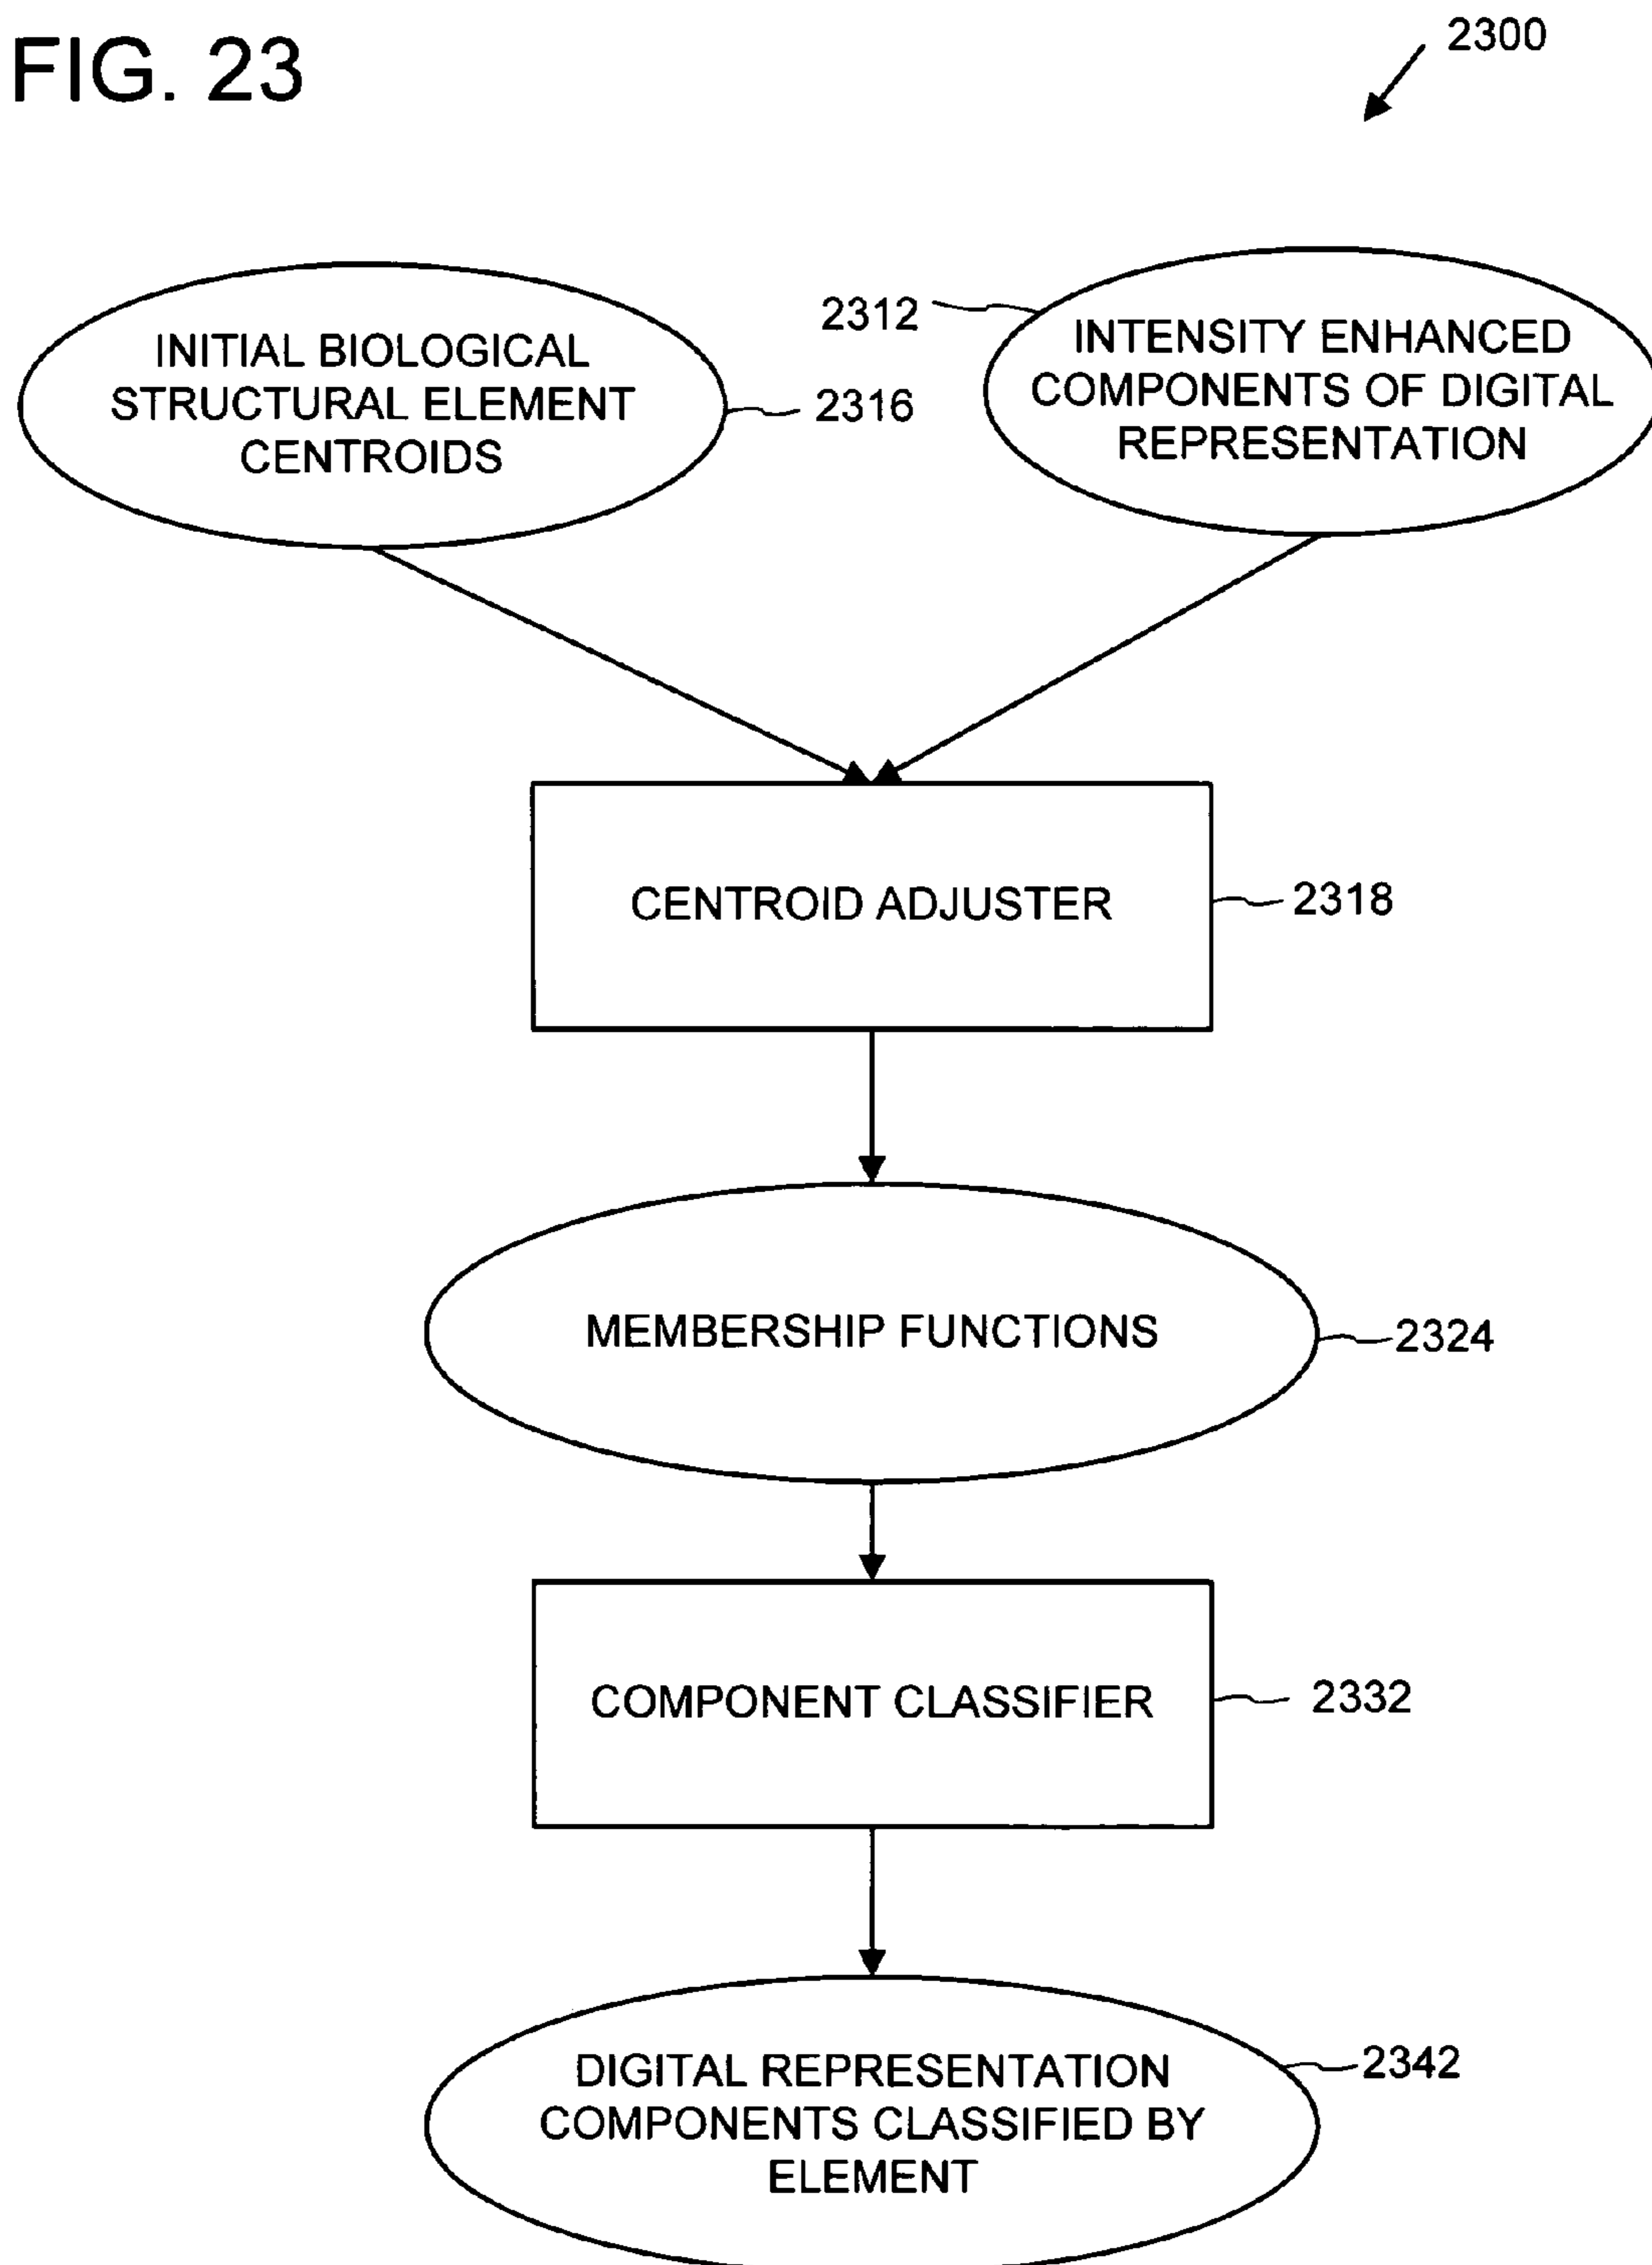 FIG. 23
2300
INITIAL BIOLOGICAL
STRUCTURAL ELEMENT
CENTROIDS
2316
2312
INTENSITY ENHANCED
COMPONENTS OF DIGITAL
REPRESENTATION
CENTROID ADJUSTER
2318
MEMBERSHIP FUNCTIONS
2324
COMPONENT CLASSIFIER
2332
DIGITAL REPRESENTATION
COMPONENTS CLASSIFIED BY
ELEMENT
2342